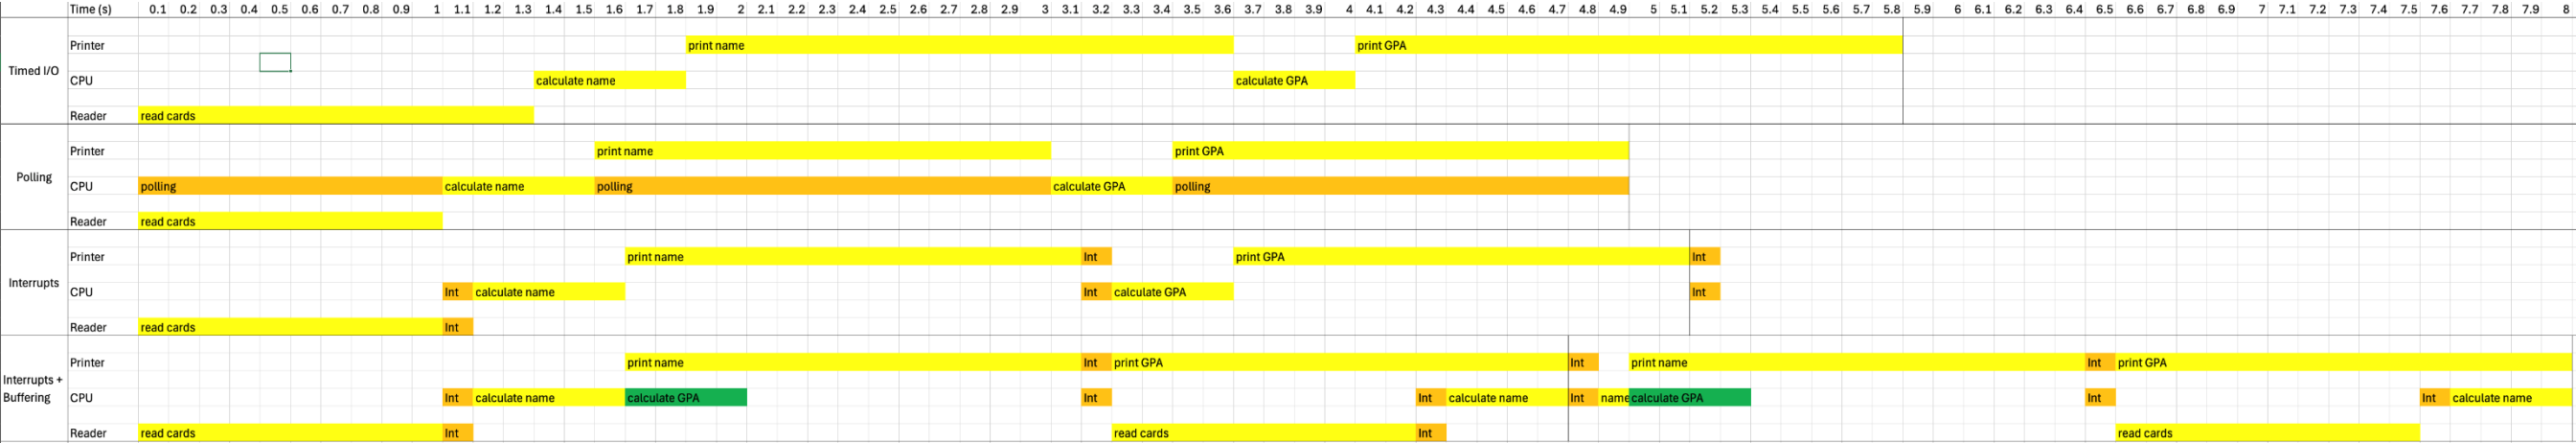 Time (s) 0.1 0.2 0.3 0.4 0.5 0.6 0.7 0.8 0.9 1 1.1 1.2 1.3 1.4 1.5 1.6 1.7 1.8 1.9 2 2.1 2.2 2.3 2.4 2.5 2.6 2.7 2.8 2.9 3 3.1 3.2 3.3 3.4 3.5 3.6 3.7 3.8 3.9 4 4.1 4.2 4.3 4.4 4.5 4.6 4.7 4.8 4.9 5 5.1 5.2 5.3 5.4 5.5 5.6 5.7 5.8 5.9 6 6.1 6.2 6.3 6.4 6.5 6.6 6.7 6.8 6.9 7 7.1 7.2 7.3 7.4 7.5 7.6 7.7 7.8 7.9 8
Printer print name print GPA
Timed I/O
CPU calculate name calculate GPA
Reader read cards
Printer print name print GPA
Polling
CPU polling calculate name polling calculate GPA polling
Reader read cards
Printer print name Int print GPA Int
Interrupts
CPU Int calculate name Int calculate GPA Int
Reader read cards Int
Printer print name Int print GPA Int print name Int print GPA
Interrupts +
Buffering
CPU Int calculate name calculate GPA Int Int calculate name Int name calculate GPA Int Int calculate name
Reader read cards Int read cards Int read cards